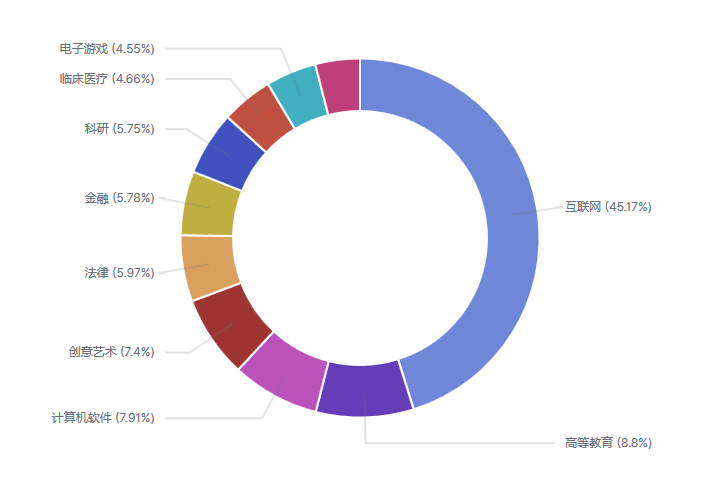 电子游戏 (4.55%)
临床医疗 (4.66%)
科研 (5.75%)
金融 (5.78%)
互联网 (45.17%)
法律 (5.97%)
创意艺术 (7.4%)
计算机软件 (7.91%)
高等教育 (8.8%)